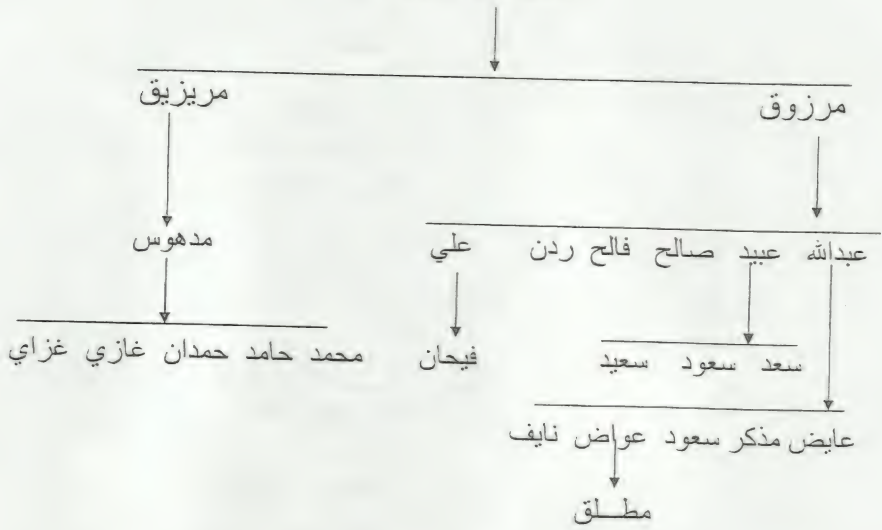 مرزوق مريزيق
عبدالله عبيد صالح فالح ردن علي مدهوس
سعد سعود سعيد فيحان محمد حامد حمدان غازي غزاي
عايض مذكر سعود عواض نايف
مطلق